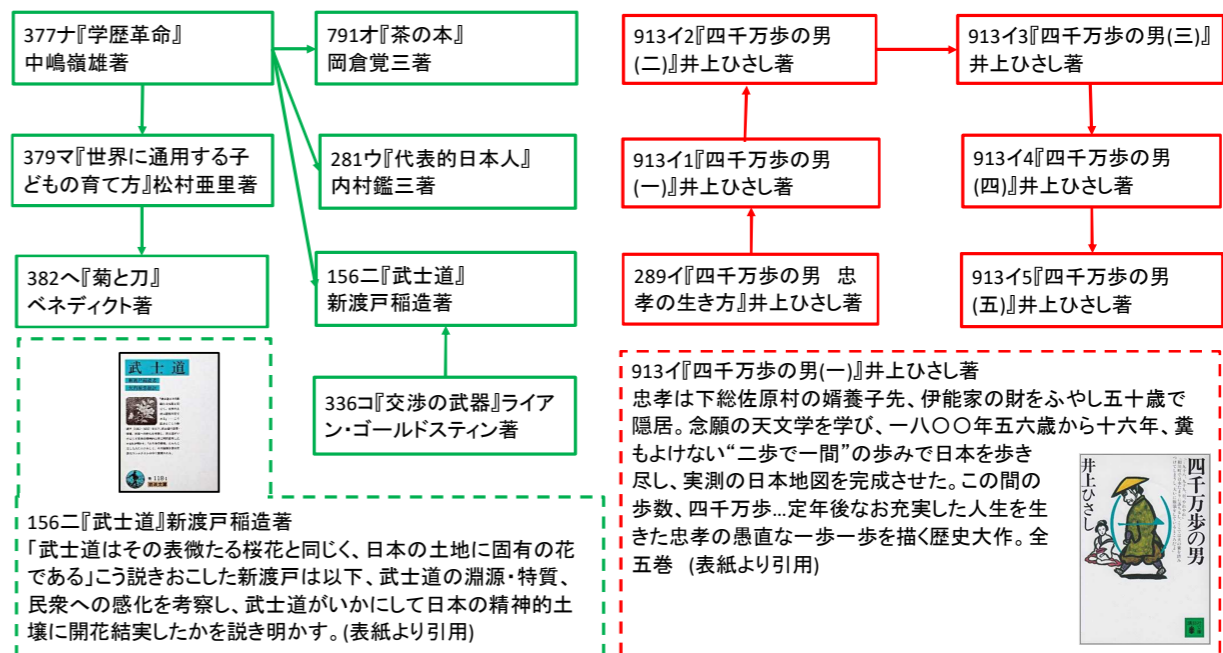 377ナ『学歴革命』
中嶋嶺雄著
791オ『茶の本』
岡倉覚三著
379マ『世界に通用する子
どもの育て方』松村亜里著
281ウ『代表的日本人』
内村鑑三著
382ヘ『菊と刀』
ベネディクト著
156ニ『武士道』
新渡戸稲造著
336コ『交渉の武器』ライア
ン・ゴールドスティン著
武士道
156ニ『武士道』新渡戸稲造著
「武士道はその表徴たる桜花と同じく、日本の土地に固有の花
である」こう説きおこした新渡戸は以下、武士道の淵源・特質、
民衆への感化を考察し、武士道がいかにして日本の精神的土
壌に開花結実したかを説き明かす。(表紙より引用)
913イ2『四千万歩の男
(二)』井上ひさし著
913イ3『四千万歩の男(三)』
井上ひさし著
913イ1『四千万歩の男
(一)』井上ひさし著
913イ4『四千万歩の男
(四)』井上ひさし著
289イ『四千万歩の男　忠
孝の生き方』井上ひさし著
913イ5『四千万歩の男
(五)』井上ひさし著
913イ『四千万歩の男(一)』井上ひさし著
忠孝は下総佐原村の婿養子先、伊能家の財をふやし五十歳で
隠居。念願の天文学を学び、一八〇〇年五六歳から十六年、糞
もよけない“二歩で一間”の歩みで日本を歩き
尽し、実測の日本地図を完成させた。この間の
歩数、四千万歩…定年後なお充実した人生を生
きた忠孝の愚直な一歩一歩を描く歴史大作。全
五巻 (表紙より引用)
四千万歩の男
井上ひさし